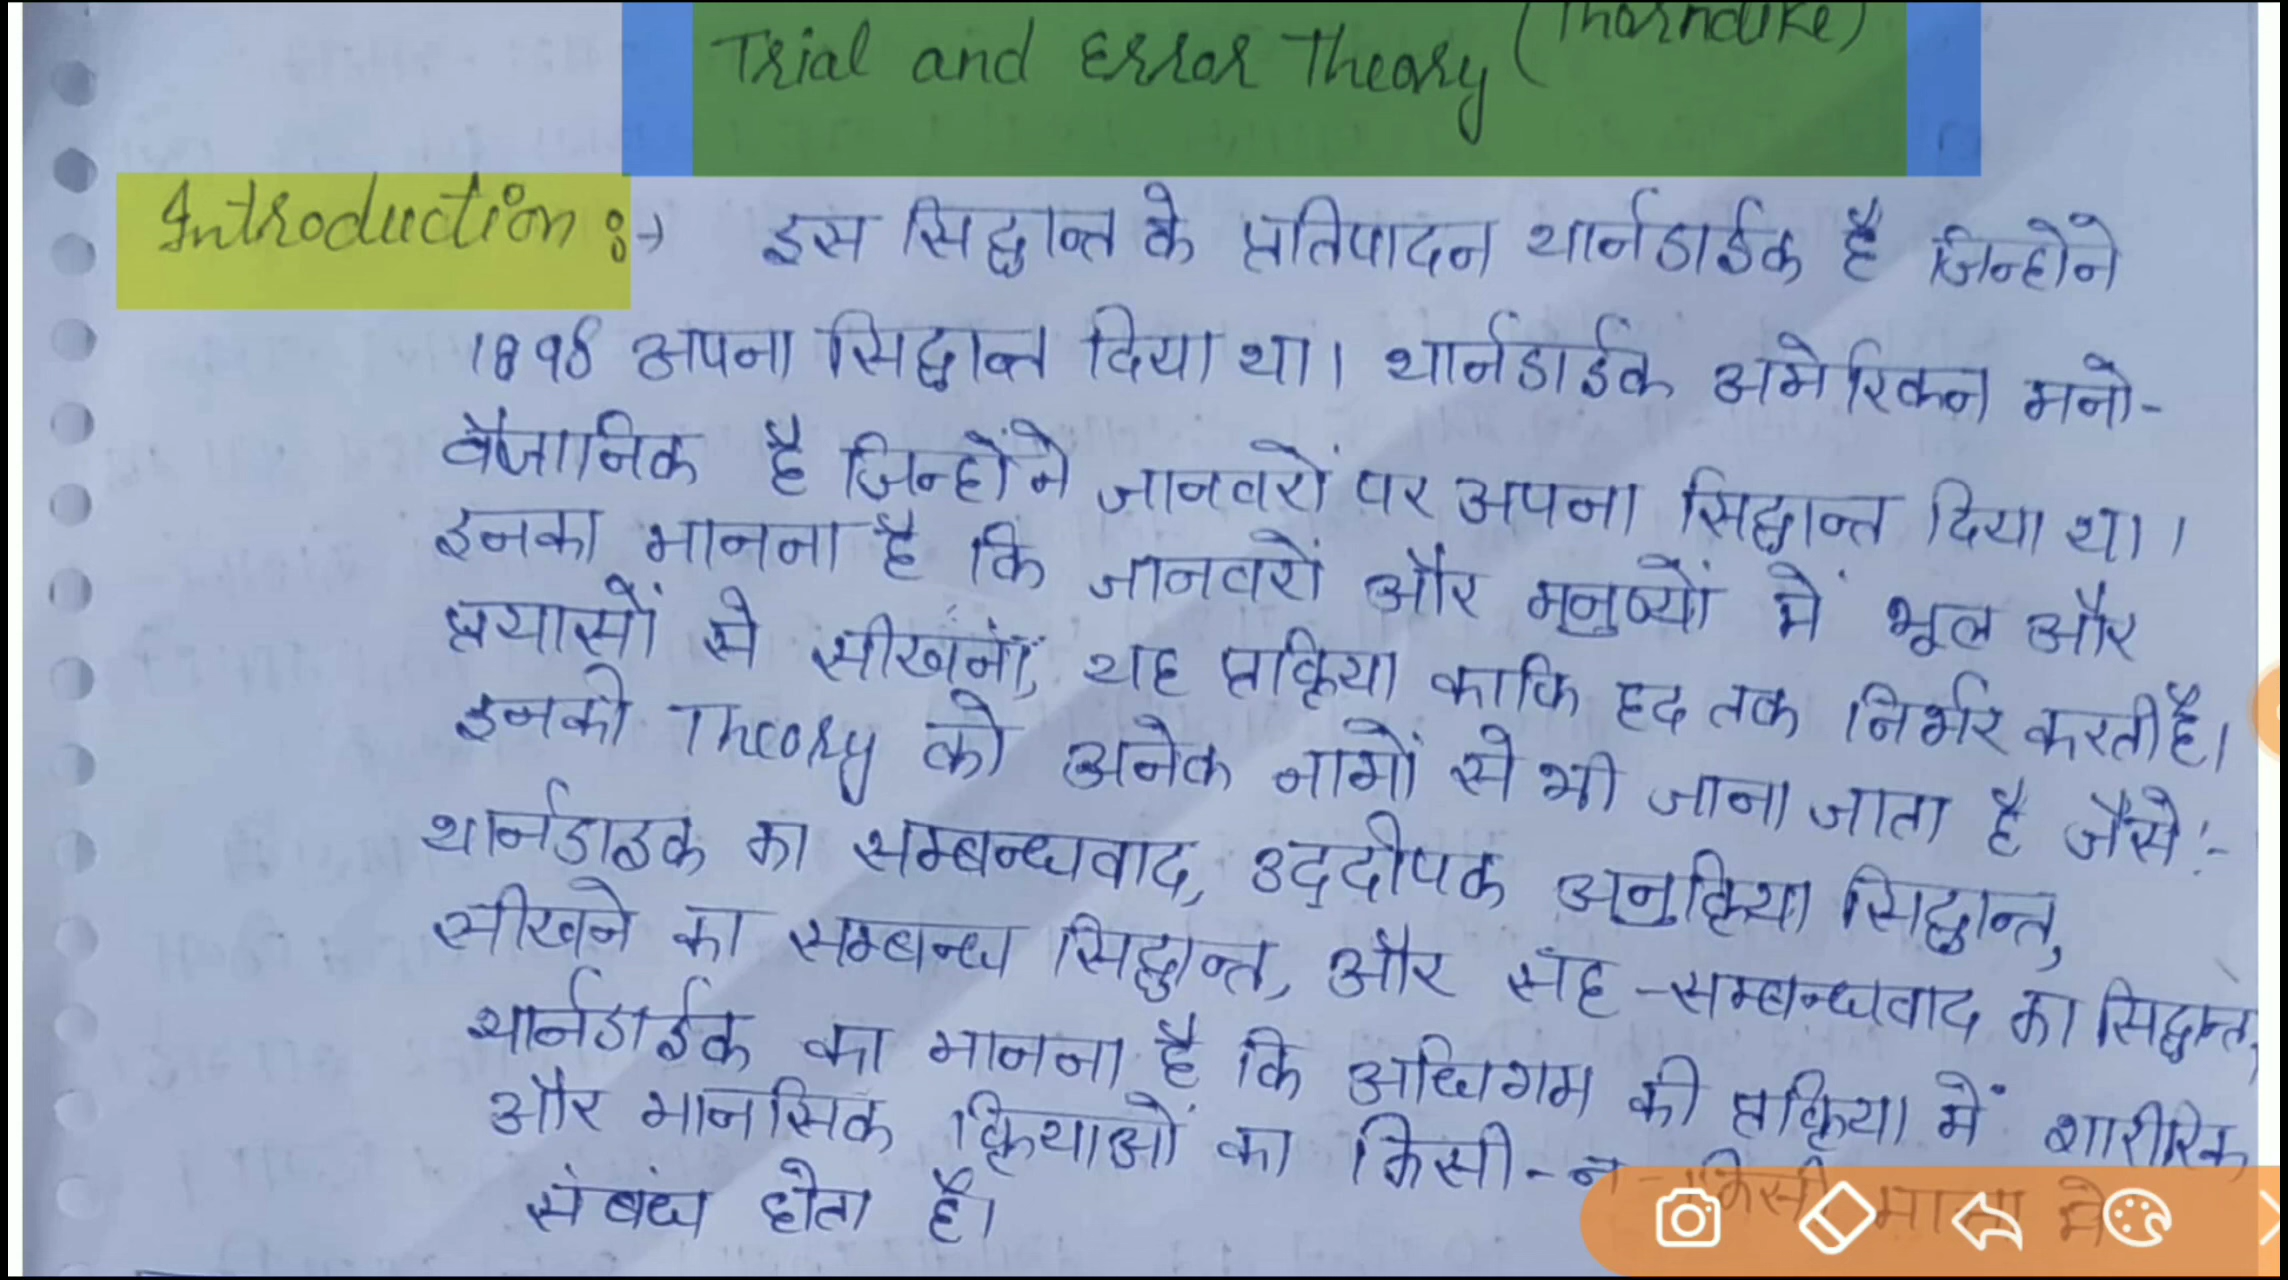 Trial and Error Theory (Thorndike)
Introduction :→ इस सिद्धान्त के प्रतिपादन थार्नडाईक है जिन्होने
1898 अपना सिद्धान्त दिया था। थार्नडाईक अमेरिकन मनो-
वैज्ञानिक है जिन्होंने जानवरों पर अपना सिद्धान्त दिया था।
इनका मानना है कि जानवरों और मनुष्यों में भूल और
प्रयासों से सीखना, यह प्रक्रिया काफि हद तक निर्भर करती है।
इनकी Theory को अनेक नामों से भी जाना जाता है जैसे:-
थार्नडाइक का सम्बन्धवाद, उद्दीपक अनुक्रिया सिद्धान्त,
सीखने का सम्बन्ध सिद्धान्त, और सह-सम्बन्धवाद का सिद्धान्त,
थार्नडाईक का मानना है कि अधिगम की प्रक्रिया में शारीरिक
और मानसिक क्रियाओं का किसी-न-किसी मात्रा में
संबंध होता है।